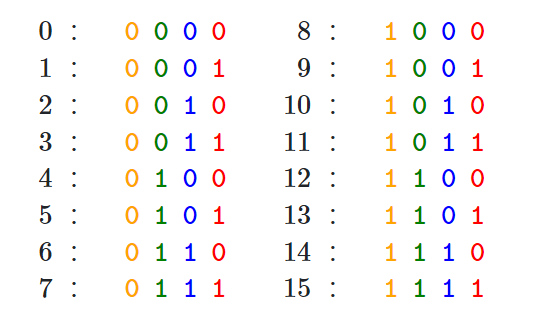 0 : 0 0 0 0 8 : 1 0 0 0
1 : 0 0 0 1 9 : 1 0 0 1
2 : 0 0 1 0 10 : 1 0 1 0
3 : 0 0 1 1 11 : 1 0 1 1
4 : 0 1 0 0 12 : 1 1 0 0
5 : 0 1 0 1 13 : 1 1 0 1
6 : 0 1 1 0 14 : 1 1 1 0
7 : 0 1 1 1 15 : 1 1 1 1